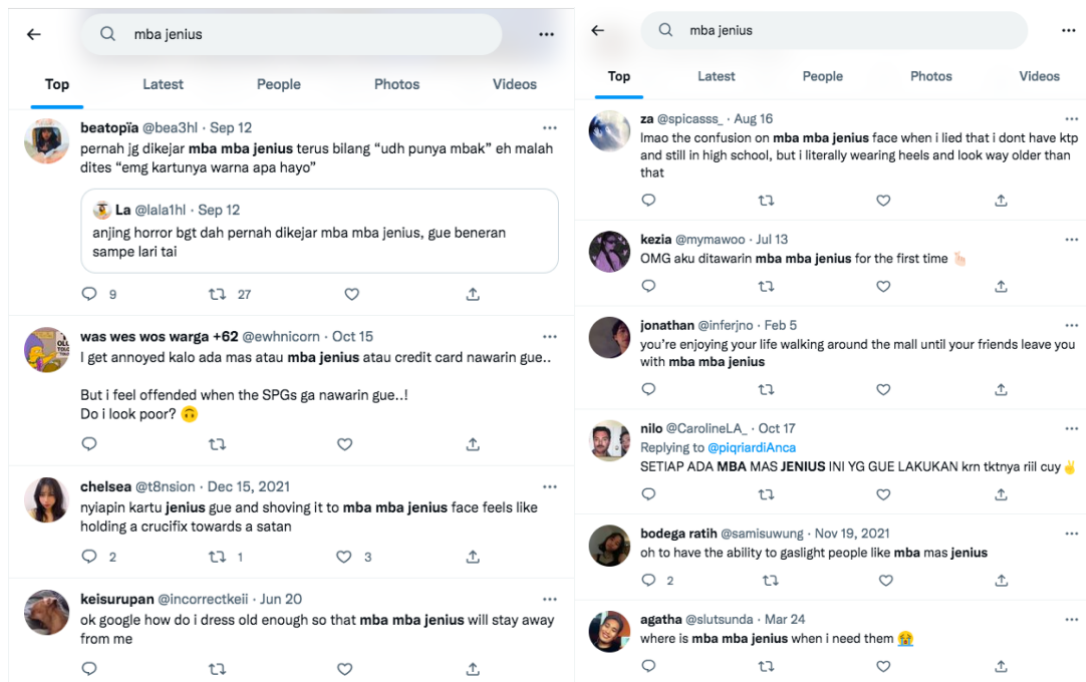 mba jenius
Top Latest People Photos Videos
beatopïa @bea3hl · Sep 12
pernah jg dikejar mba mba jenius terus bilang “udh punya mbak” eh malah
dites “emg kartunya warna apa hayo”
La @lala1hl · Sep 12
anjing horror bgt dah pernah dikejar mba mba jenius, gue beneran
sampe lari tai
9 27
was wes wos warga +62 @ewhnicorn · Oct 15
I get annoyed kalo ada mas atau mba jenius atau credit card nawarin gue..
But i feel offended when the SPGs ga nawarin gue..!
Do i look poor? 🙃
chelsea @t8nsion · Dec 15, 2021
nyiapin kartu jenius gue and shoving it to mba mba jenius face feels like
holding a crucifix towards a satan
2 1 3
keisurupan @incorrectkeii · Jun 20
ok google how do i dress old enough so that mba mba jenius will stay away
from me
mba jenius
Top Latest People Photos Videos
za @spicasss_ · Aug 16
lmao the confusion on mba mba jenius face when i lied that i dont have ktp
and still in high school, but i literally wearing heels and look way older than
that
kezia @mymawoo · Jul 13
OMG aku ditawarin mba mba jenius for the first time 👆🏻
jonathan @inferjno · Feb 5
you’re enjoying your life walking around the mall until your friends leave you
with mba mba jenius
nilo @CarolineLA_ · Oct 17
Replying to @piqriardiAnca
SETIAP ADA MBA MAS JENIUS INI YG GUE LAKUKAN krn tktnya riil cuy✌️
bodega ratih @samisuwung · Nov 19, 2021
oh to have the ability to gaslight people like mba mas jenius
2
agatha @slutsunda · Mar 24
where is mba mba jenius when i need them 😭